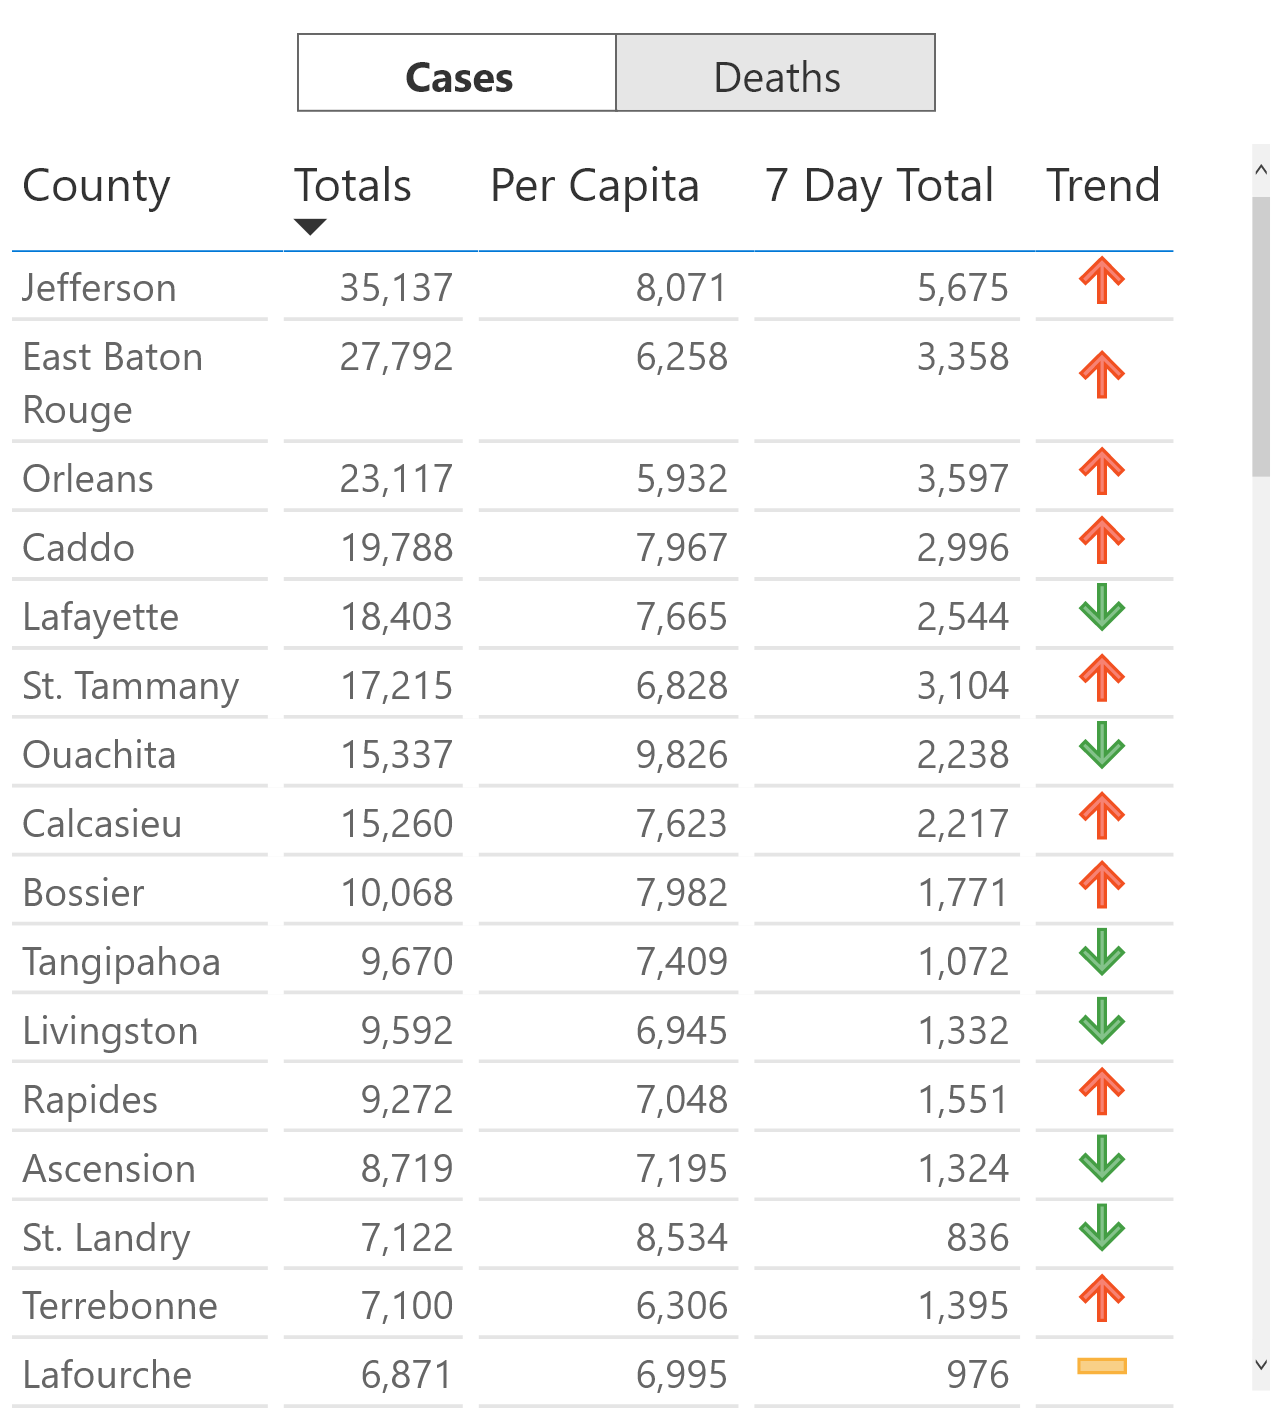 Cases Deaths
County Totals Per Capita 7 Day Total Trend
Jefferson 35,137 8,071 5,675
East Baton 27,792 6,258 3,358
Rouge
Orleans 23,117 5,932 3,597
Caddo 19,788 7,967 2,996
Lafayette 18,403 7,665 2,544
St. Tammany 17,215 6,828 3,104
Ouachita 15,337 9,826 2,238
Calcasieu 15,260 7,623 2,217
Bossier 10,068 7,982 1,771
Tangipahoa 9,670 7,409 1,072
Livingston 9,592 6,945 1,332
Rapides 9,272 7,048 1,551
Ascension 8,719 7,195 1,324
St. Landry 7,122 8,534 836
Terrebonne 7,100 6,306 1,395
Lafourche 6,871 6,995 976